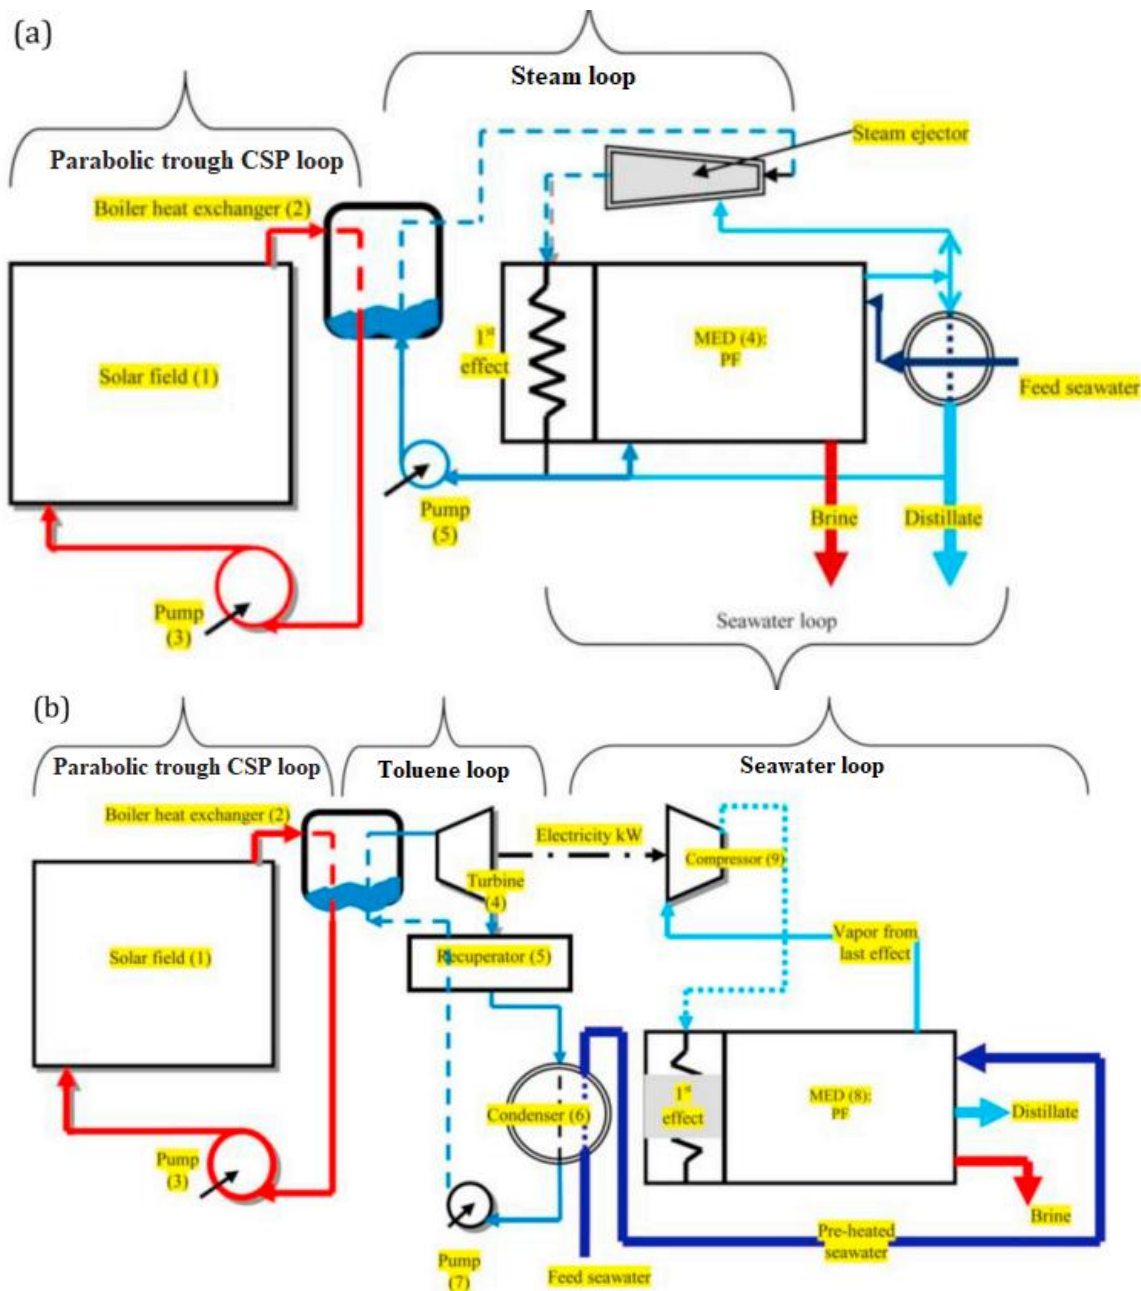 (a)
Steam loop
Parabolic trough CSP loop
Steam ejector
Boiler heat exchanger (2)
1st
effect
MED (4):
PF
Solar field (1)
Feed seawater
Pump
(5)
Brine
Distillate
Pump
(3)
Seawater loop
(b)
Parabolic trough CSP loop
Toluene loop
Seawater loop
Boiler heat exchanger (2)
Electricity kW
Compressor (9)
Turbine
(4)
Solar field (1)
Recuperator (5)
Vapor from
last effect
Condenser (6)
1st
effect
MED (8):
PF
Distillate
Pump
(3)
Brine
Pre-heated
seawater
Pump
(7)
Feed seawater